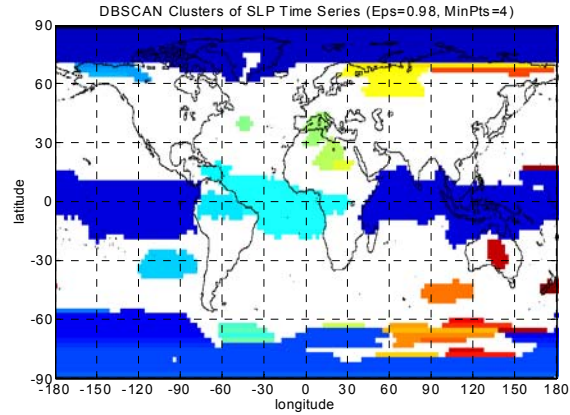 DBSCAN Clusters of SLP Time Series (Eps=0.98, MinPts=4)
90
60
30
0
-30
-60
-90
latitude
-180 -150 -120 -90 -60 -30 0 30 60 90 120 150 180
longitude